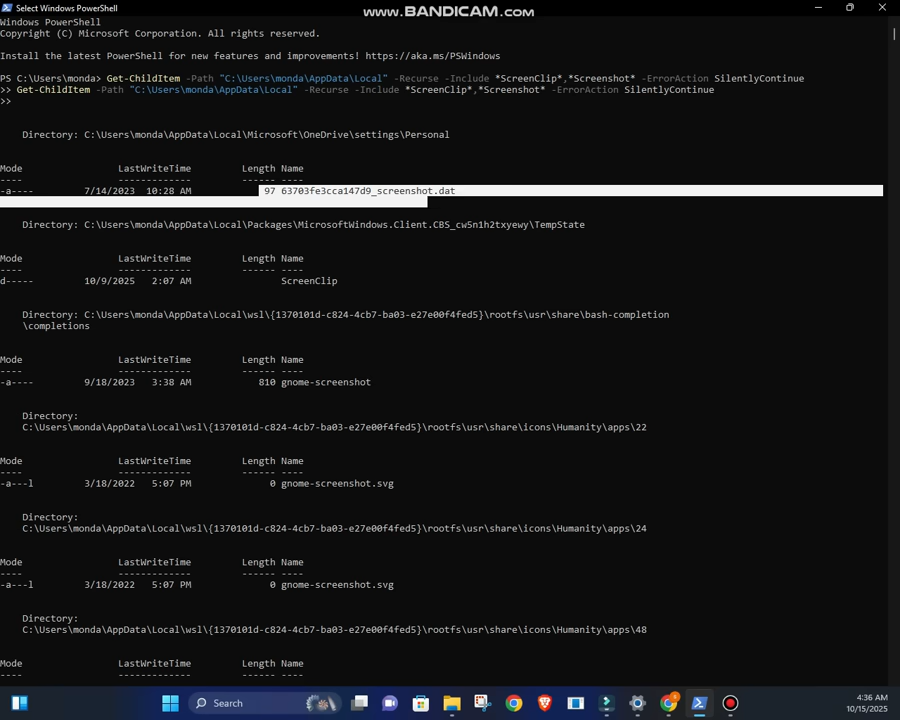 Select Windows PowerShell
www.BANDICAM.com
Windows PowerShell
Copyright (C) Microsoft Corporation. All rights reserved.
Install the latest PowerShell for new features and improvements! https://aka.ms/PSWindows
PS C:\Users\monda> Get-ChildItem -Path "C:\Users\monda\AppData\Local" -Recurse -Include *ScreenClip*,*Screenshot* -ErrorAction SilentlyContinue
>> Get-ChildItem -Path "C:\Users\monda\AppData\Local" -Recurse -Include *ScreenClip*,*Screenshot* -ErrorAction SilentlyContinue
>>
Directory: C:\Users\monda\AppData\Local\Microsoft\OneDrive\settings\Personal
Mode LastWriteTime Length Name
---- ------------- ------ ----
-a---- 7/14/2023 10:28 AM 97 63703fe3cca147d9_screenshot.dat
Directory: C:\Users\monda\AppData\Local\Packages\MicrosoftWindows.Client.CBS_cw5n1h2txyewy\TempState
Mode LastWriteTime Length Name
---- ------------- ------ ----
d----- 10/9/2025 2:07 AM ScreenClip
Directory: C:\Users\monda\AppData\Local\wsl\{1370101d-c824-4cb7-ba03-e27e00f4fed5}\rootfs\usr\share\bash-completion
\completions
Mode LastWriteTime Length Name
---- ------------- ------ ----
-a---- 9/18/2023 3:38 AM 810 gnome-screenshot
Directory:
C:\Users\monda\AppData\Local\wsl\{1370101d-c824-4cb7-ba03-e27e00f4fed5}\rootfs\usr\share\icons\Humanity\apps\22
Mode LastWriteTime Length Name
---- ------------- ------ ----
-a---l 3/18/2022 5:07 PM 0 gnome-screenshot.svg
Directory:
C:\Users\monda\AppData\Local\wsl\{1370101d-c824-4cb7-ba03-e27e00f4fed5}\rootfs\usr\share\icons\Humanity\apps\24
Mode LastWriteTime Length Name
---- ------------- ------ ----
-a---l 3/18/2022 5:07 PM 0 gnome-screenshot.svg
Directory:
C:\Users\monda\AppData\Local\wsl\{1370101d-c824-4cb7-ba03-e27e00f4fed5}\rootfs\usr\share\icons\Humanity\apps\48
Mode LastWriteTime Length Name
---- ------------- ------ ----
Search
4:36 AM
10/15/2025